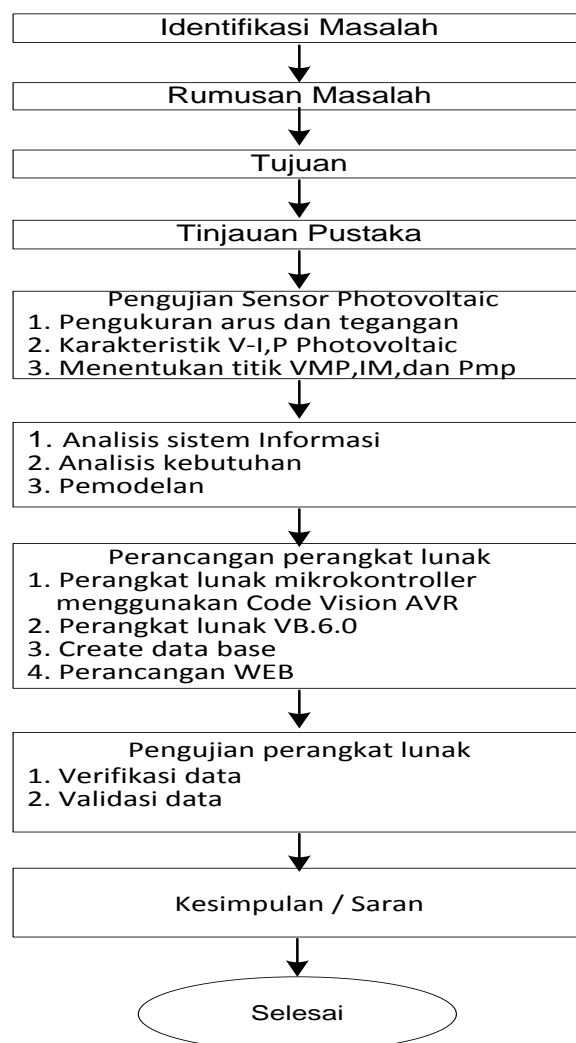 Identifikasi Masalah
Rumusan Masalah
Tujuan
Tinjauan Pustaka
Pengujian Sensor Photovoltaic
1. Pengukuran arus dan tegangan
2. Karakteristik V-I,P Photovoltaic
3. Menentukan titik VMP,IM,dan Pmp
1. Analisis sistem Informasi
2. Analisis kebutuhan
3. Pemodelan
Perancangan perangkat lunak
1. Perangkat lunak mikrokontroller
menggunakan Code Vision AVR
2. Perangkat lunak VB.6.0
3. Create data base
4. Perancangan WEB
Pengujian perangkat lunak
1. Verifikasi data
2. Validasi data
Kesimpulan / Saran
Selesai